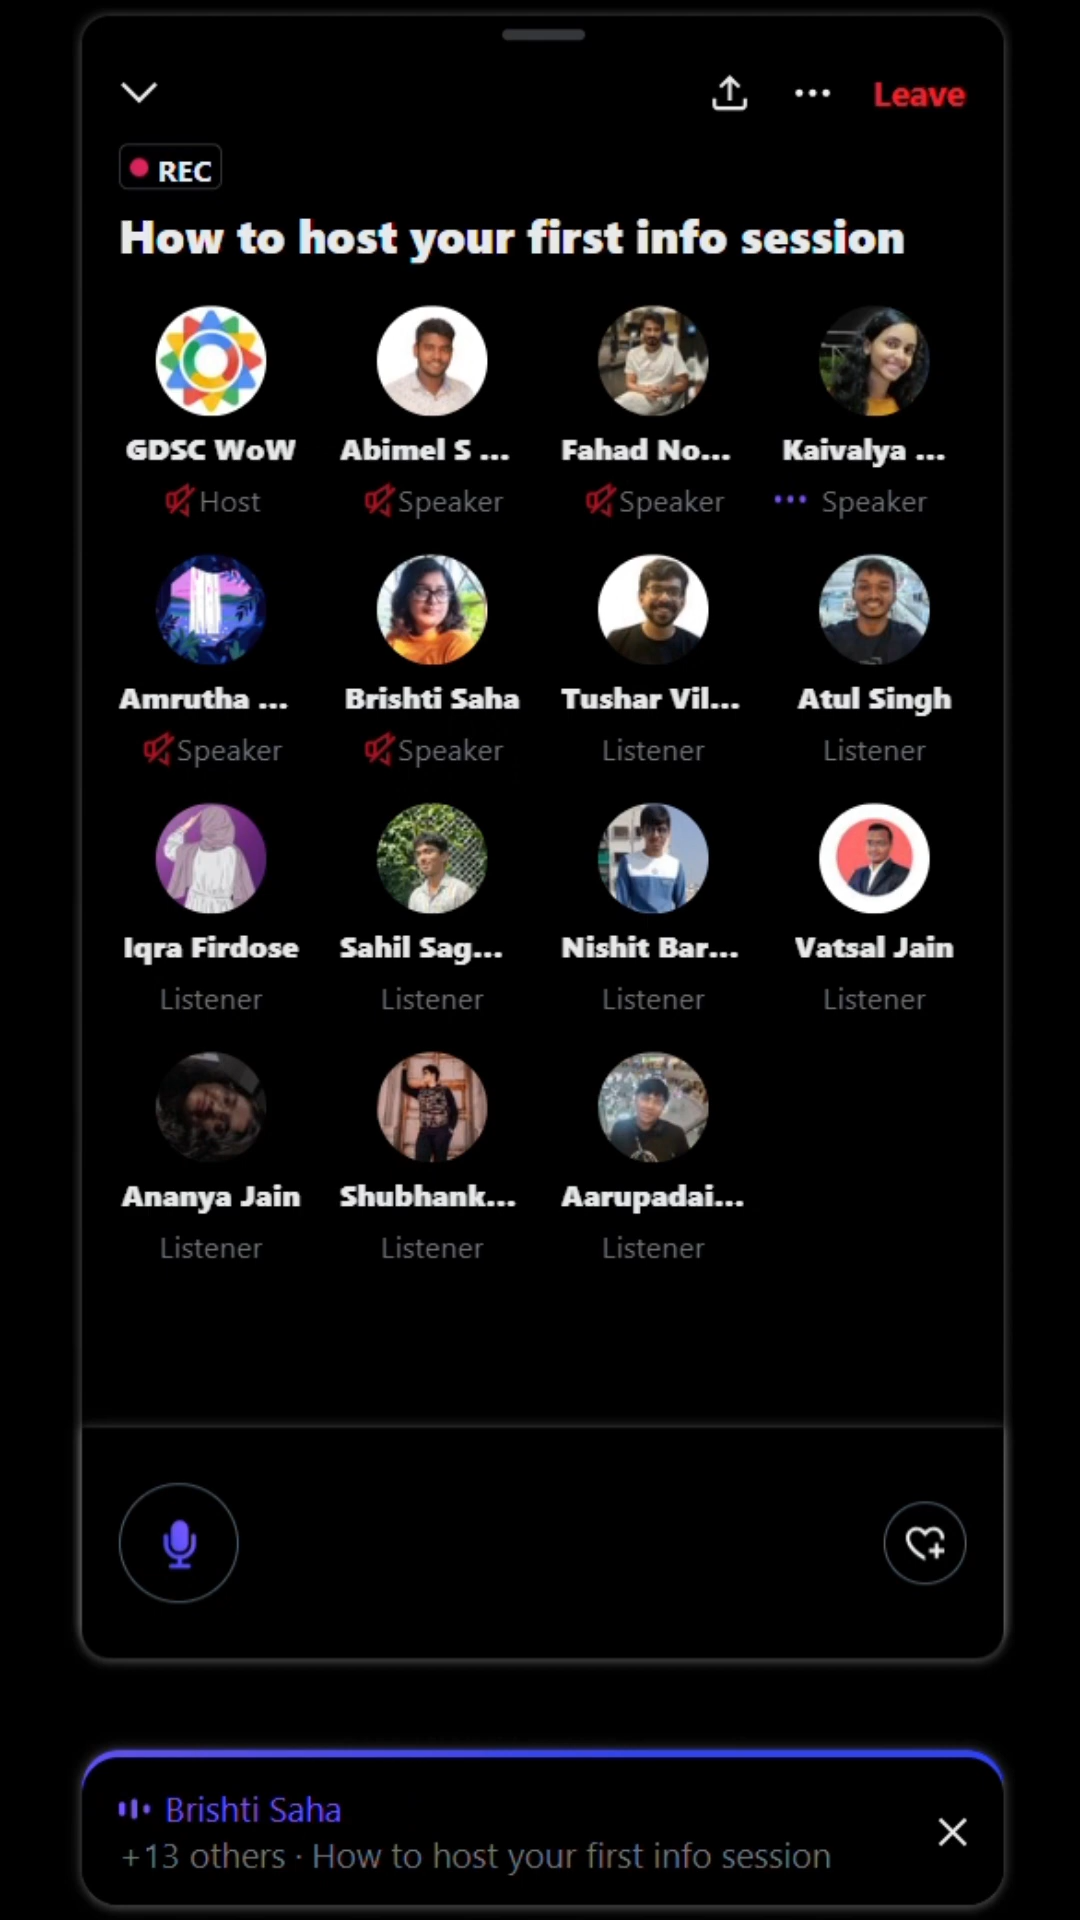 Leave
REC
How to host your first info session
GDSC WoW
Abimel S ...
Fahad No...
Kaivalya ...
Host
Speaker
Speaker
Speaker
Amrutha ...
Brishti Saha
Tushar Vil...
Atul Singh
Speaker
Speaker
Listener
Listener
Iqra Firdose
Sahil Sag...
Nishit Bar...
Vatsal Jain
Listener
Listener
Listener
Listener
Ananya Jain
Shubhank...
Aarupadai...
Listener
Listener
Listener
Brishti Saha
+13 others · How to host your first info session